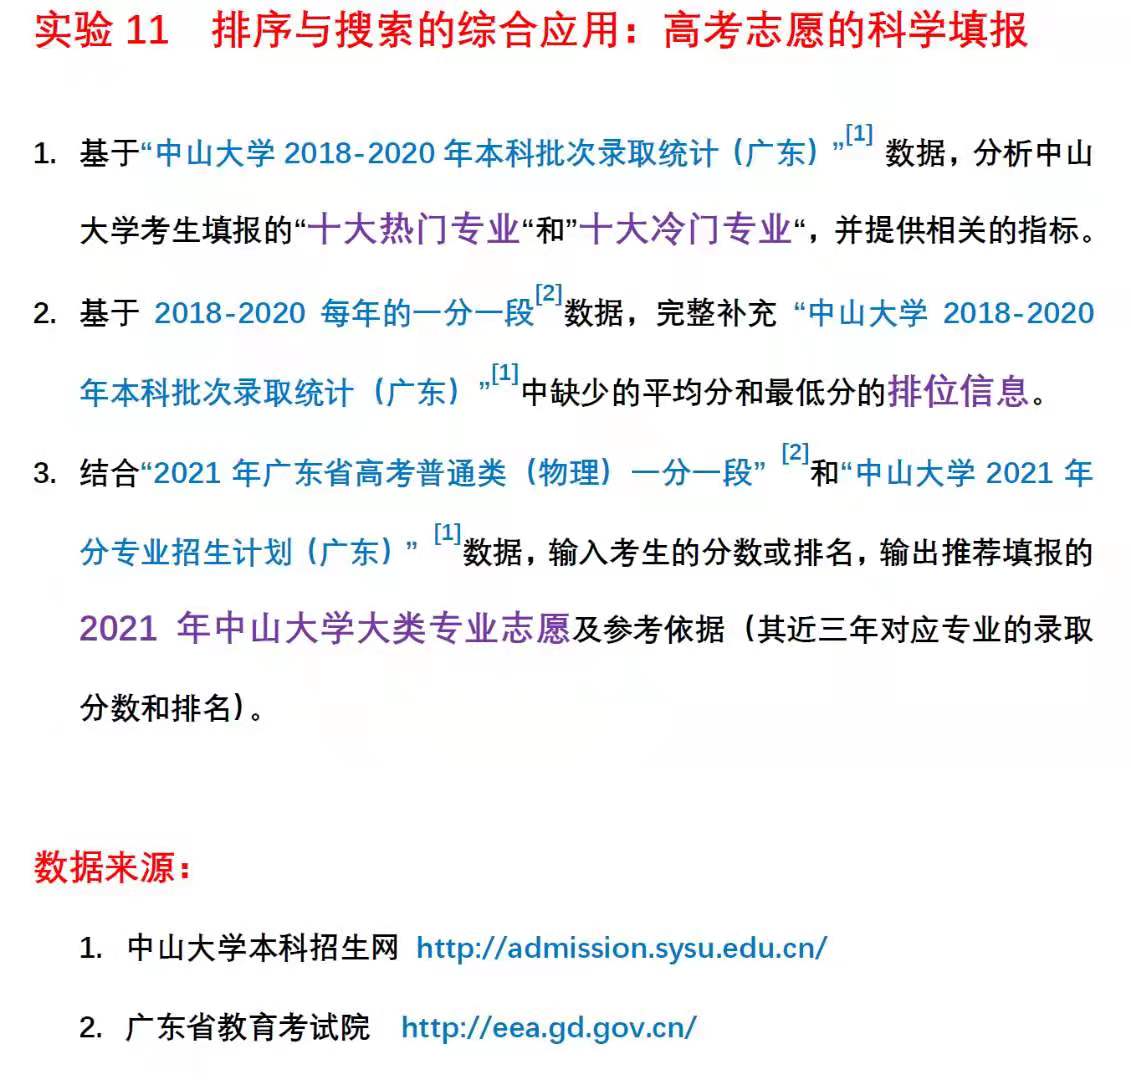 实验 11 排序与搜索的综合应用：高考志愿的科学填报
1. 基于“中山大学 2018-2020 年本科批次录取统计（广东）”[1] 数据，分析中山
大学考生填报的“十大热门专业“和”十大冷门专业“，并提供相关的指标。
2. 基于 2018-2020 每年的一分一段[2]数据，完整补充 “中山大学 2018-2020
年本科批次录取统计（广东）”[1]中缺少的平均分和最低分的排位信息。
3. 结合“2021 年广东省高考普通类（物理）一分一段” [2]和“中山大学 2021 年
分专业招生计划（广东）” [1]数据，输入考生的分数或排名，输出推荐填报的
2021 年中山大学大类专业志愿及参考依据（其近三年对应专业的录取
分数和排名）。
数据来源：
1. 中山大学本科招生网 http://admission.sysu.edu.cn/
2. 广东省教育考试院 http://eea.gd.gov.cn/